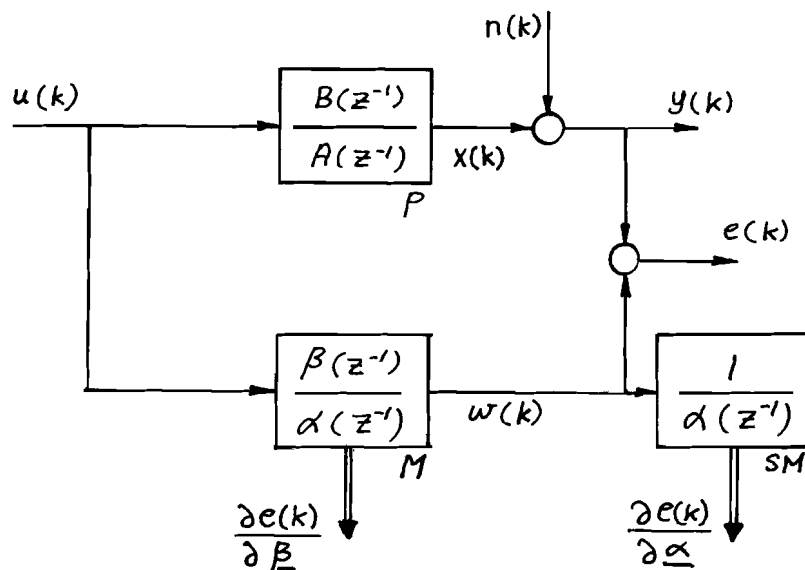 n(k)
u(k)
B(z⁻¹)
A(z⁻¹)
P
x(k)
y(k)
e(k)
β(z⁻¹)
α(z⁻¹)
M
w(k)
1
α(z⁻¹)
SM
∂e(k)
∂β
∂e(k)
∂α